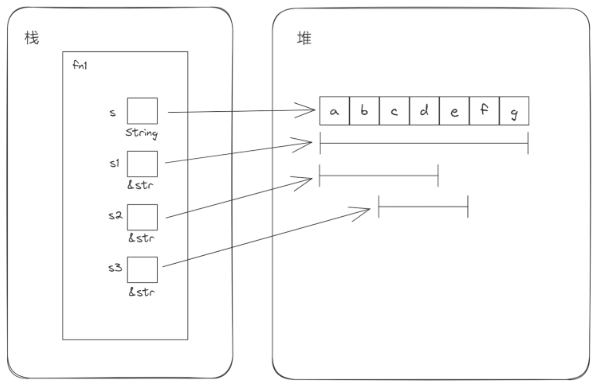 栈
堆
fn1
s
String
s1
&str
s2
&str
s3
&str
a b c d e f g